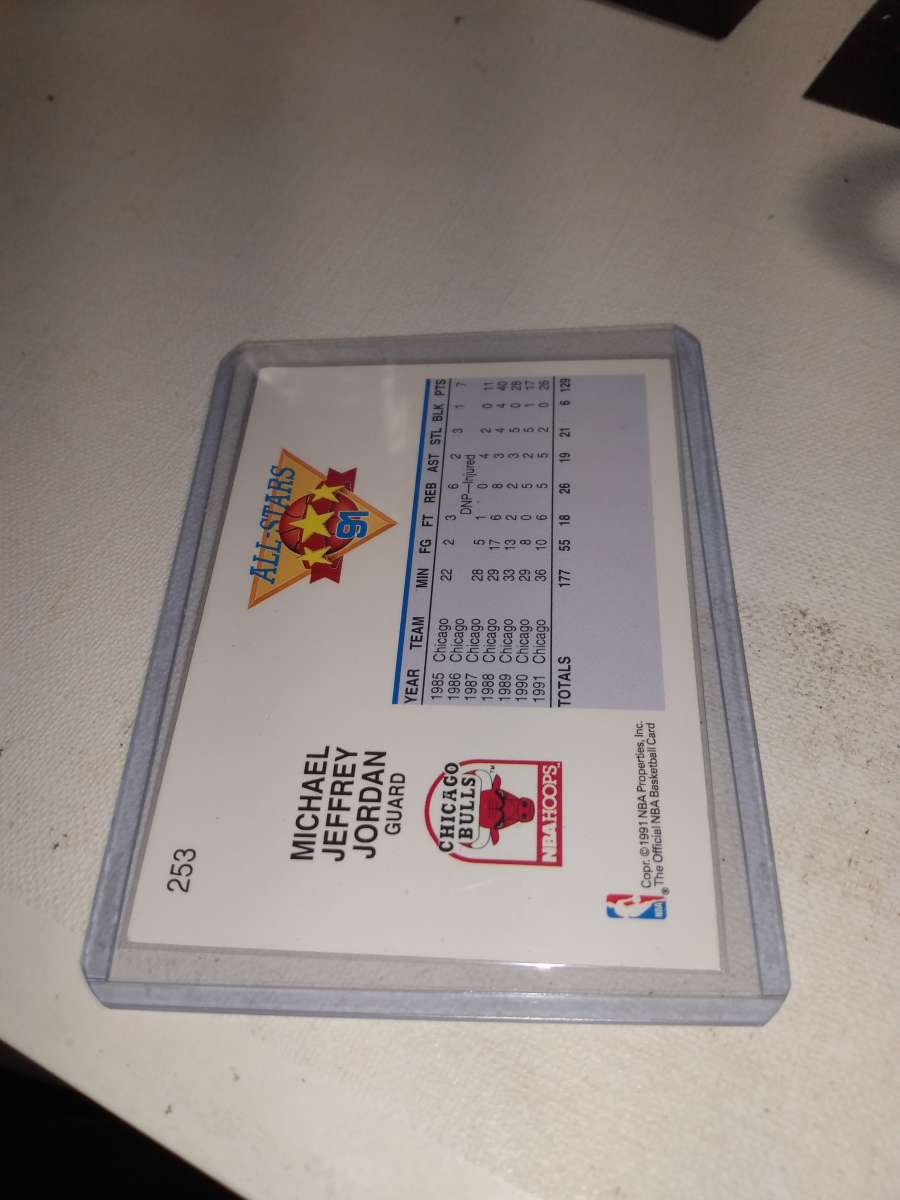 253
ALL-STARS
91
MICHAEL
JEFFREY
JORDAN
GUARD
CHICAGO
BULLS
TM
NBA HOOPS
YEAR TEAM MIN FG FT REB AST STL BLK PTS
1985 Chicago 22 2 3 6 2 3 1 7
1986 Chicago DNP—Injured
1987 Chicago 28 5 1 0 4 2 0 11
1988 Chicago 29 17 6 8 3 4 4 40
1989 Chicago 33 13 2 2 3 5 0 28
1990 Chicago 29 8 0 5 2 5 1 17
1991 Chicago 36 10 6 5 5 2 0 26
TOTALS 177 55 18 26 19 21 6 129
NBA ®
Copr. ©1991 NBA Properties, Inc.
The Official NBA Basketball Card